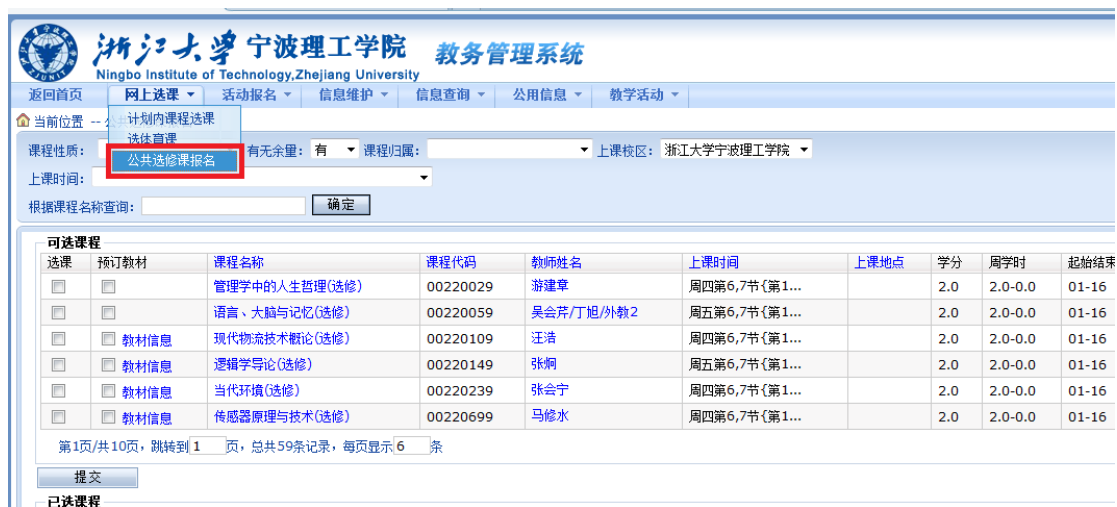 浙江大学 宁波理工学院 教务管理系统
Ningbo Institute of Technology,Zhejiang University
ZJUNIT
返回首页 网上选课 活动报名 信息维护 信息查询 公用信息 教学活动
当前位置 --
计划内课程选课
选体育课
公共选修课报名
课程性质: 有无余量: 有 课程归属: 上课校区: 浙江大学宁波理工学院
上课时间:
根据课程名称查询: 确定
可选课程
选课 预订教材 课程名称 课程代码 教师姓名 上课时间 上课地点 学分 周学时 起始结束
管理学中的人生哲理(选修) 00220029 游建章 周四第6,7节{第1... 2.0 2.0-0.0 01-16
语言、大脑与记忆(选修) 00220059 吴会芹/丁旭/外教2 周五第6,7节{第1... 2.0 2.0-0.0 01-16
教材信息 现代物流技术概论(选修) 00220109 汪浩 周四第6,7节{第1... 2.0 2.0-0.0 01-16
教材信息 逻辑学导论(选修) 00220149 张炯 周五第6,7节{第1... 2.0 2.0-0.0 01-16
教材信息 当代环境(选修) 00220239 张会宁 周四第6,7节{第1... 2.0 2.0-0.0 01-16
教材信息 传感器原理与技术(选修) 00220699 马修水 周四第6,7节{第1... 2.0 2.0-0.0 01-16
第1页/共10页，跳转到 1 页，总共59条记录，每页显示 6 条
提交
已选课程